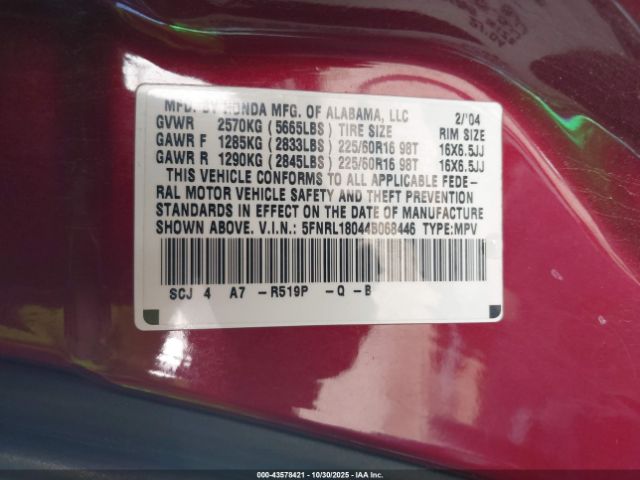 MFD. BY HONDA MFG. OF ALABAMA, LLC 2/'04
GVWR 2570KG (5665LBS) TIRE SIZE RIM SIZE
GAWR F 1285KG (2833LBS) 225/60R16 98T 16X6.5JJ
GAWR R 1290KG (2845LBS) 225/60R16 98T 16X6.5JJ
THIS VEHICLE CONFORMS TO ALL APPLICABLE FEDE-
RAL MOTOR VEHICLE SAFETY AND THEFT PREVENTION
STANDARDS IN EFFECT ON THE DATE OF MANUFACTURE
SHOWN ABOVE. V.I.N.: 5FNRL18044B068446 TYPE:MPV
SCJ 4 A7 -R519P -Q -B
000-43578421 - 10/30/2025 - IAA Inc.